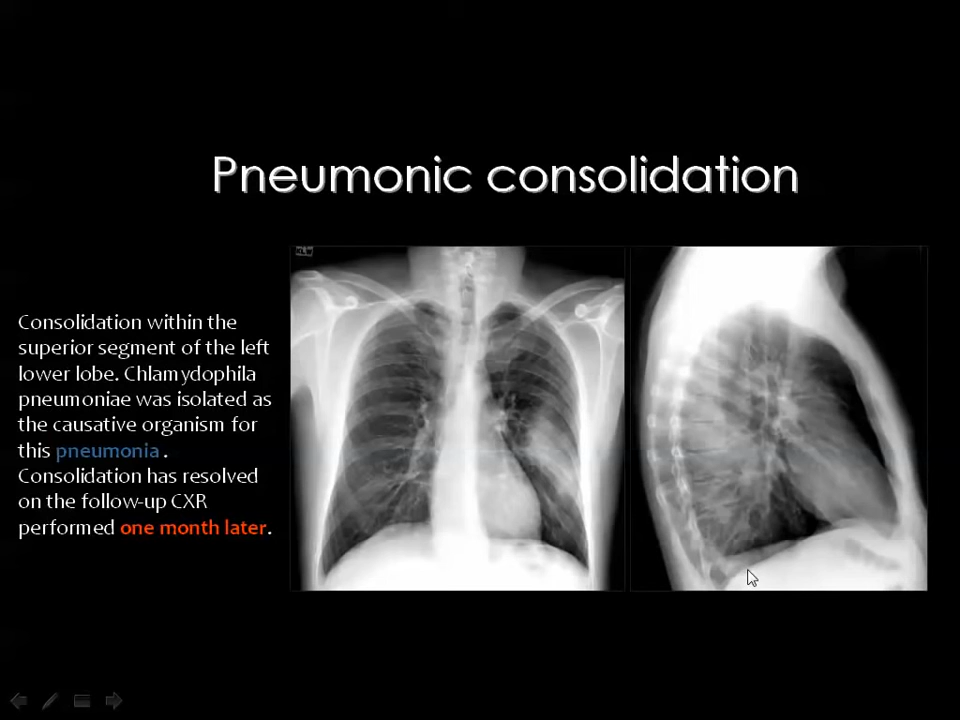 Pneumonic consolidation
Consolidation within the
superior segment of the left
lower lobe. Chlamydophila
pneumoniae was isolated as
the causative organism for
this pneumonia .
Consolidation has resolved
on the follow-up CXR
performed one month later.